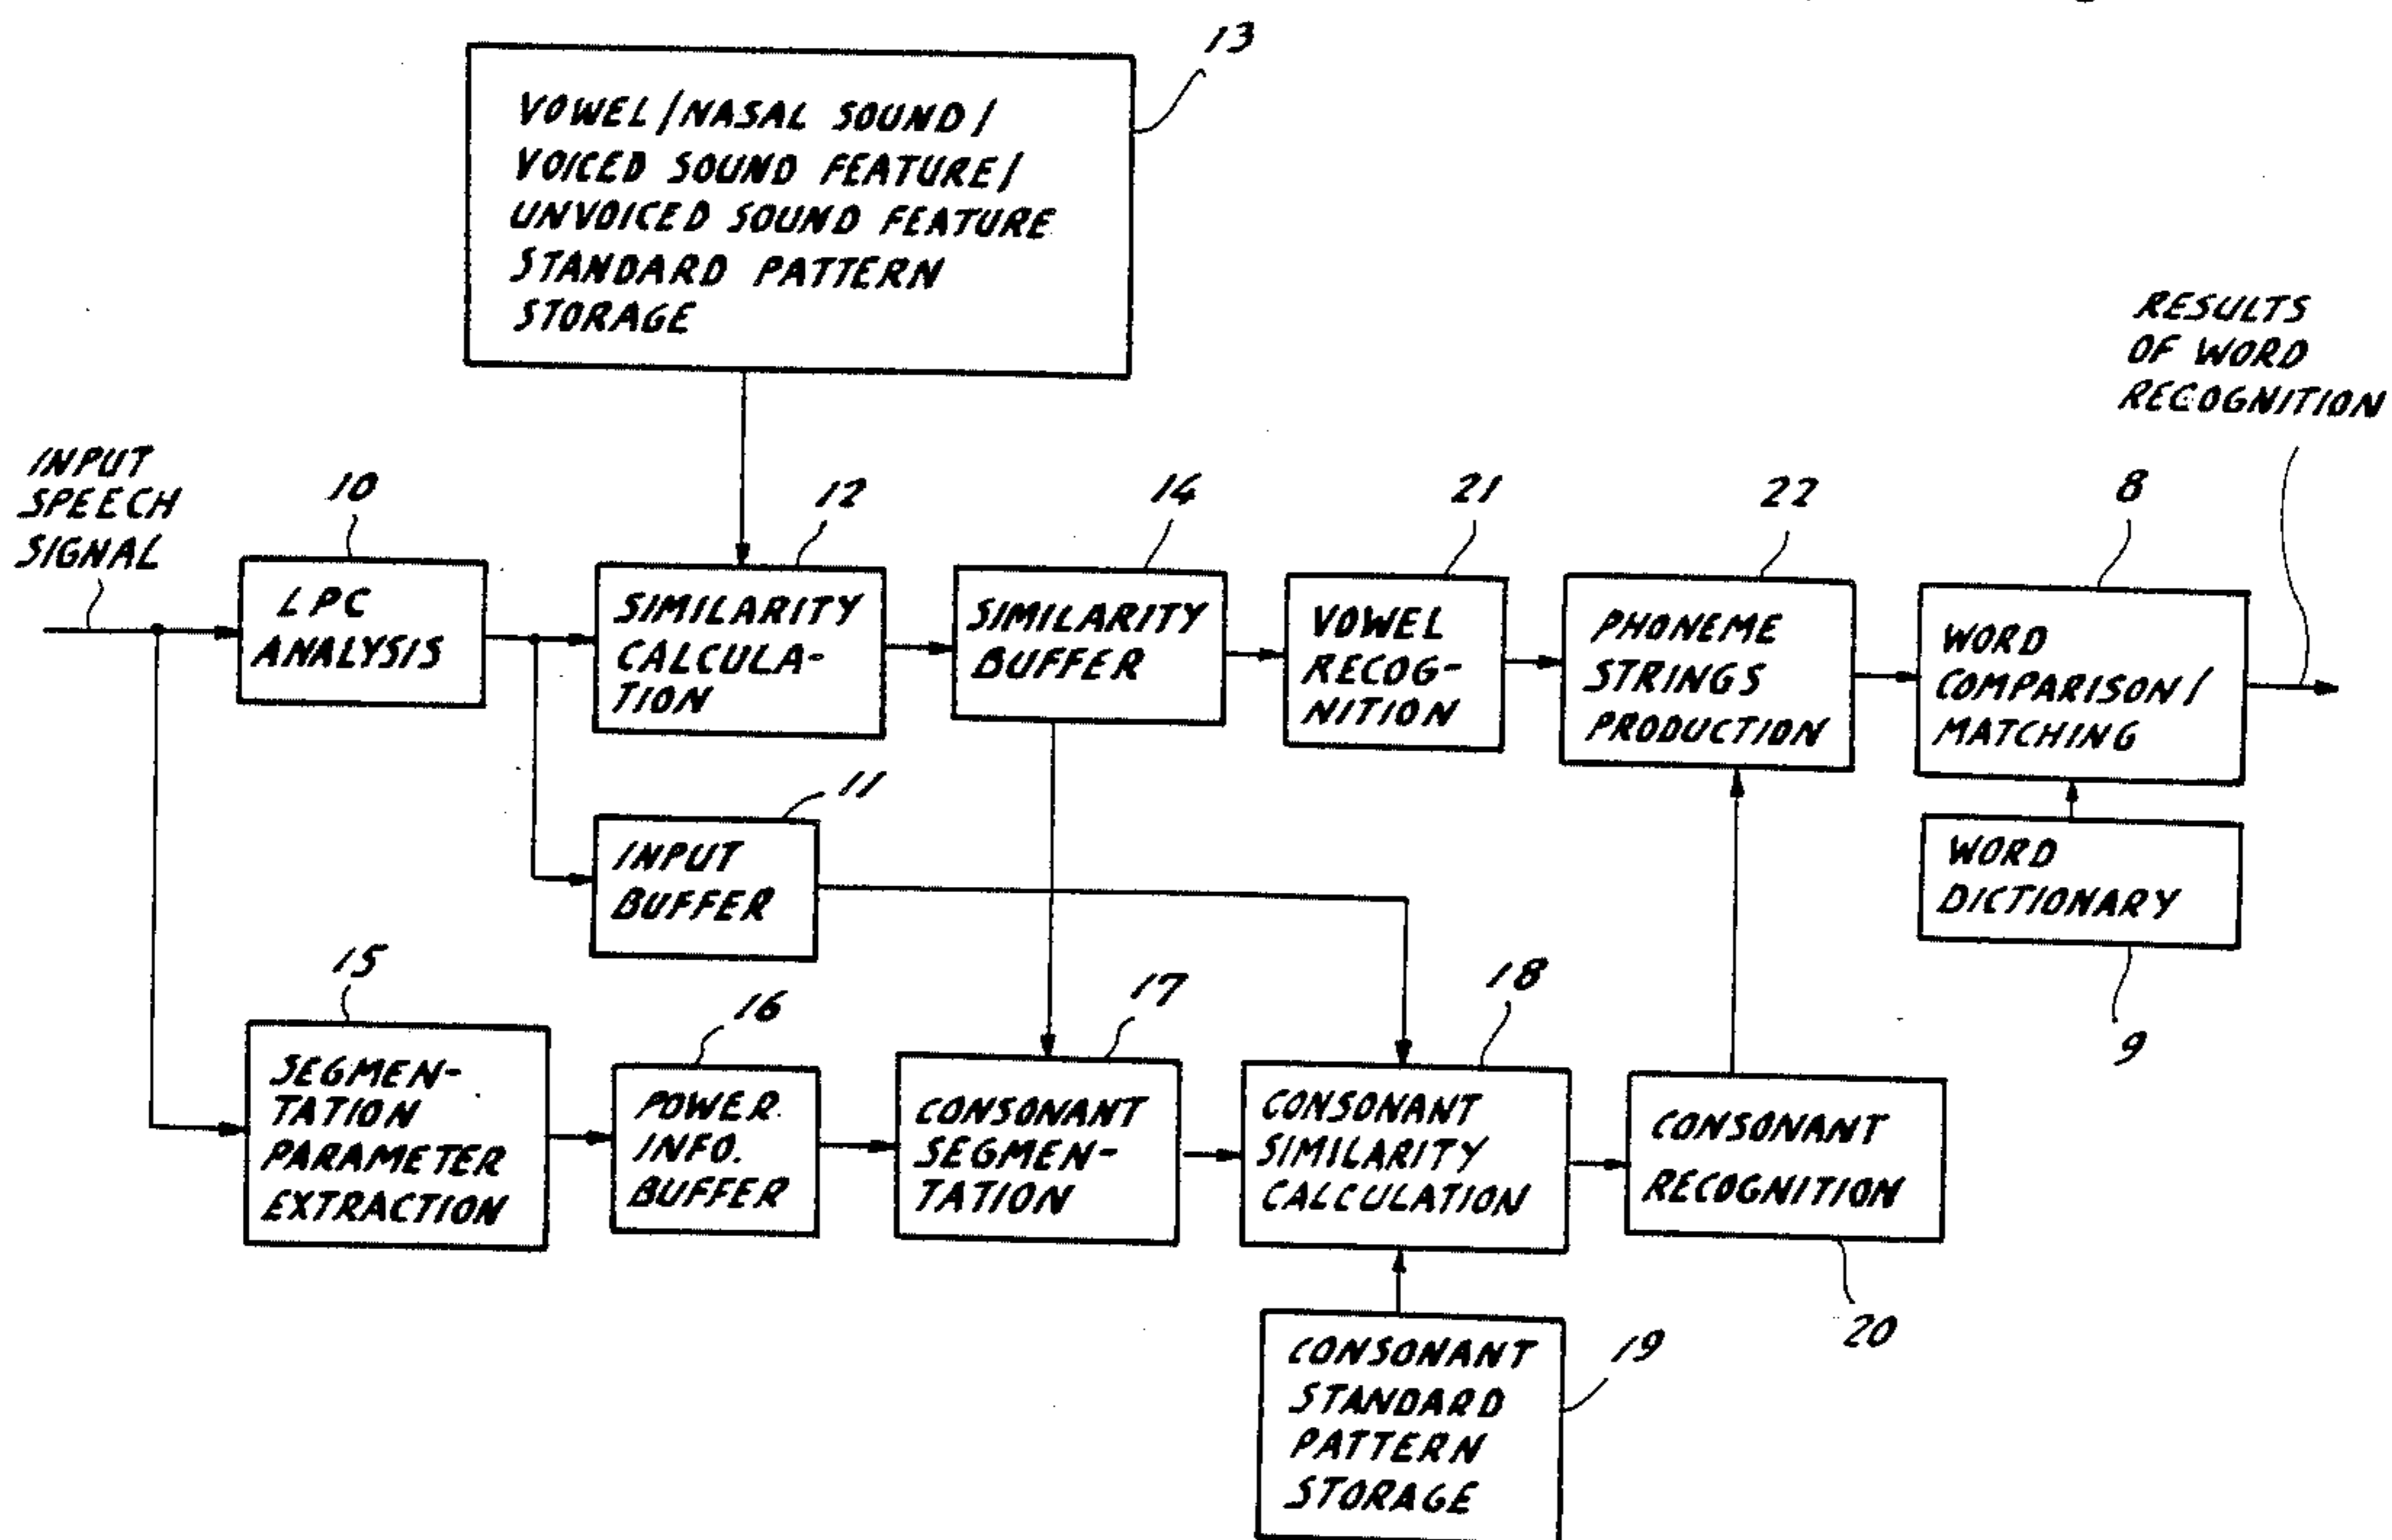 13
VOWEL/NASAL SOUND/
VOICED SOUND FEATURE/
UNVOICED SOUND FEATURE
STANDARD PATTERN
STORAGE
RESULTS
OF WORD
RECOGNITION
INPUT
SPEECH
SIGNAL
10
LPC
ANALYSIS
12
SIMILARITY
CALCULA-
TION
14
SIMILARITY
BUFFER
21
VOWEL
RECOG-
NITION
22
PHONEME
STRINGS
PRODUCTION
8
WORD
COMPARISON/
MATCHING
11
INPUT
BUFFER
WORD
DICTIONARY
9
15
SEGMEN-
TATION
PARAMETER
EXTRACTION
16
POWER
INFO.
BUFFER
17
CONSONANT
SEGMEN-
TATION
18
CONSONANT
SIMILARITY
CALCULATION
CONSONANT
RECOGNITION
20
CONSONANT
STANDARD
PATTERN
STORAGE
19